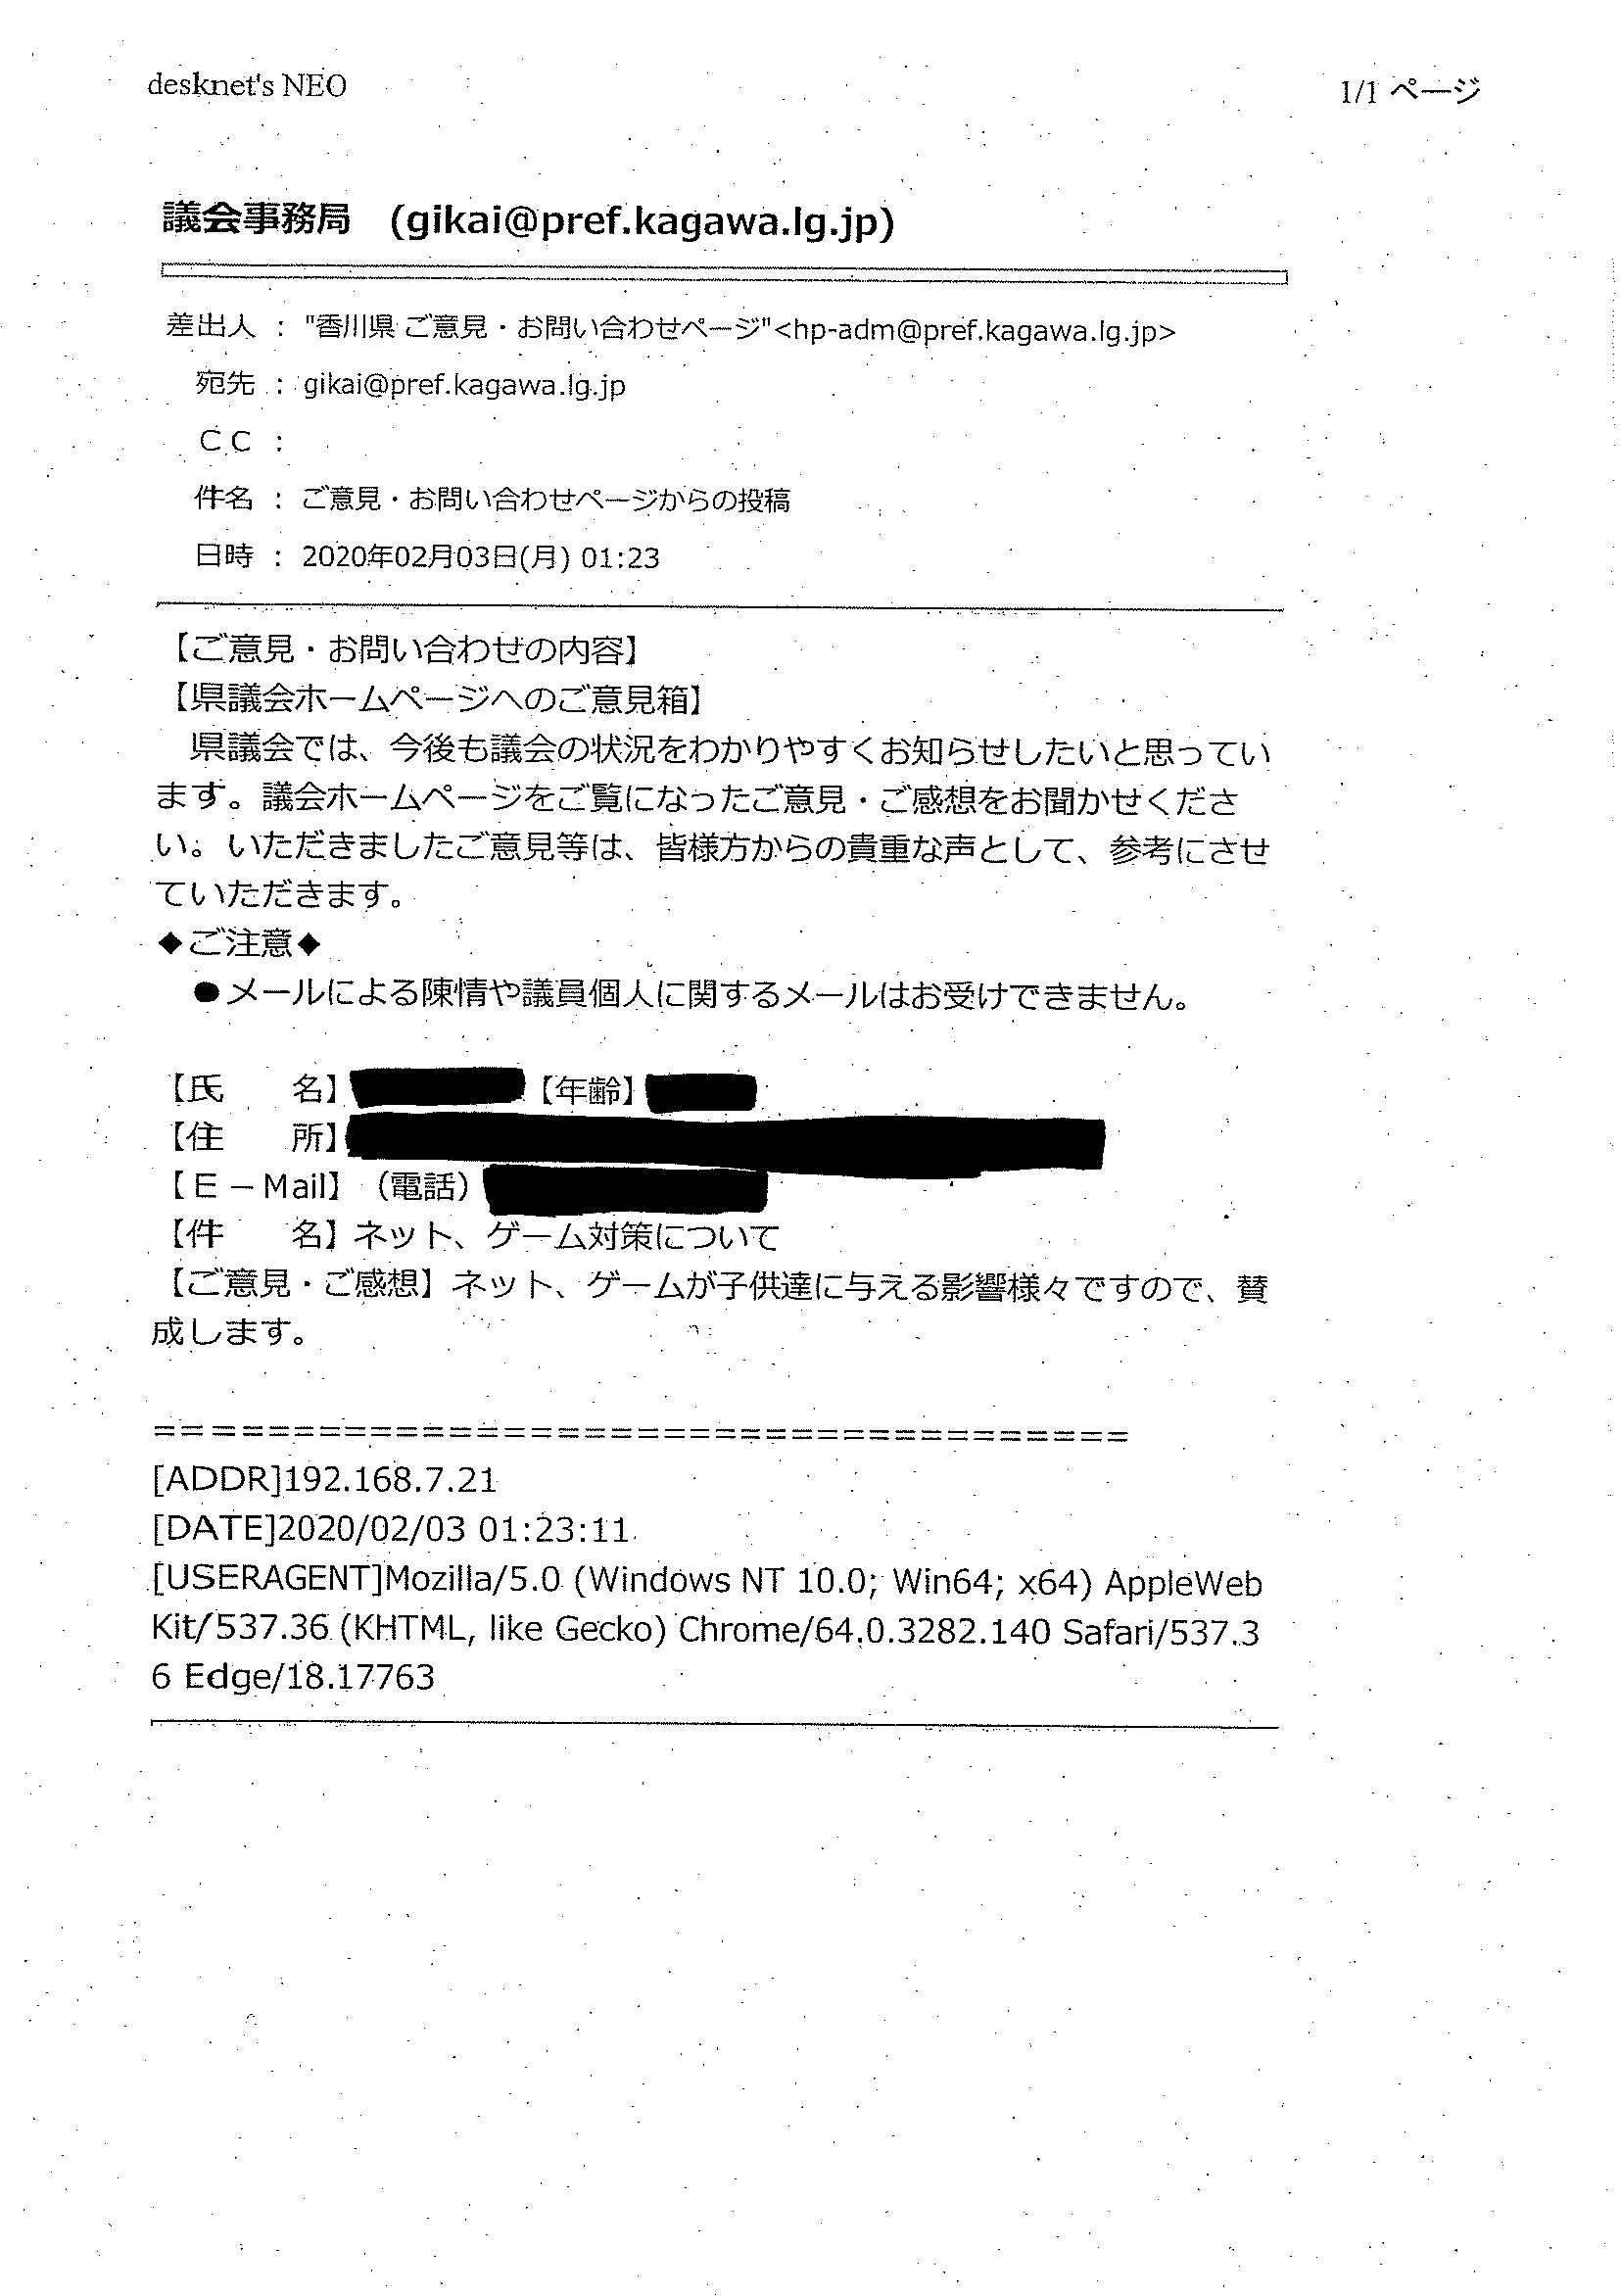 desknet's NEO
1/1 ページ
議会事務局　(gikai@pref.kagawa.lg.jp)
差出人 : "香川県 ご意見・お問い合わせページ"<hp-adm@pref.kagawa.lg.jp>
宛先 : gikai@pref.kagawa.lg.jp
ＣＣ :
件名 : ご意見・お問い合わせページからの投稿
日時 : 2020年02月03日(月) 01:23
【ご意見・お問い合わせの内容】
【県議会ホームページへのご意見箱】
　県議会では、今後も議会の状況をわかりやすくお知らせしたいと思ってい
ます。議会ホームページをご覧になったご意見・ご感想をお聞かせくださ
い。いただきましたご意見等は、皆様方からの貴重な声として、参考にさせ
ていただきます。
◆ご注意◆
　●メールによる陳情や議員個人に関するメールはお受けできません。
【氏　　名】【年齢】
【住　　所】
【Ｅ－Mail】（電話）
【件　　名】ネット、ゲーム対策について
【ご意見・ご感想】ネット、ゲームが子供達に与える影響様々ですので、賛
成します。
====================================
[ADDR]192.168.7.21
[DATE]2020/02/03 01:23:11
[USERAGENT]Mozilla/5.0 (Windows NT 10.0; Win64; x64) AppleWeb
Kit/537.36 (KHTML, like Gecko) Chrome/64.0.3282.140 Safari/537.3
6 Edge/18.17763